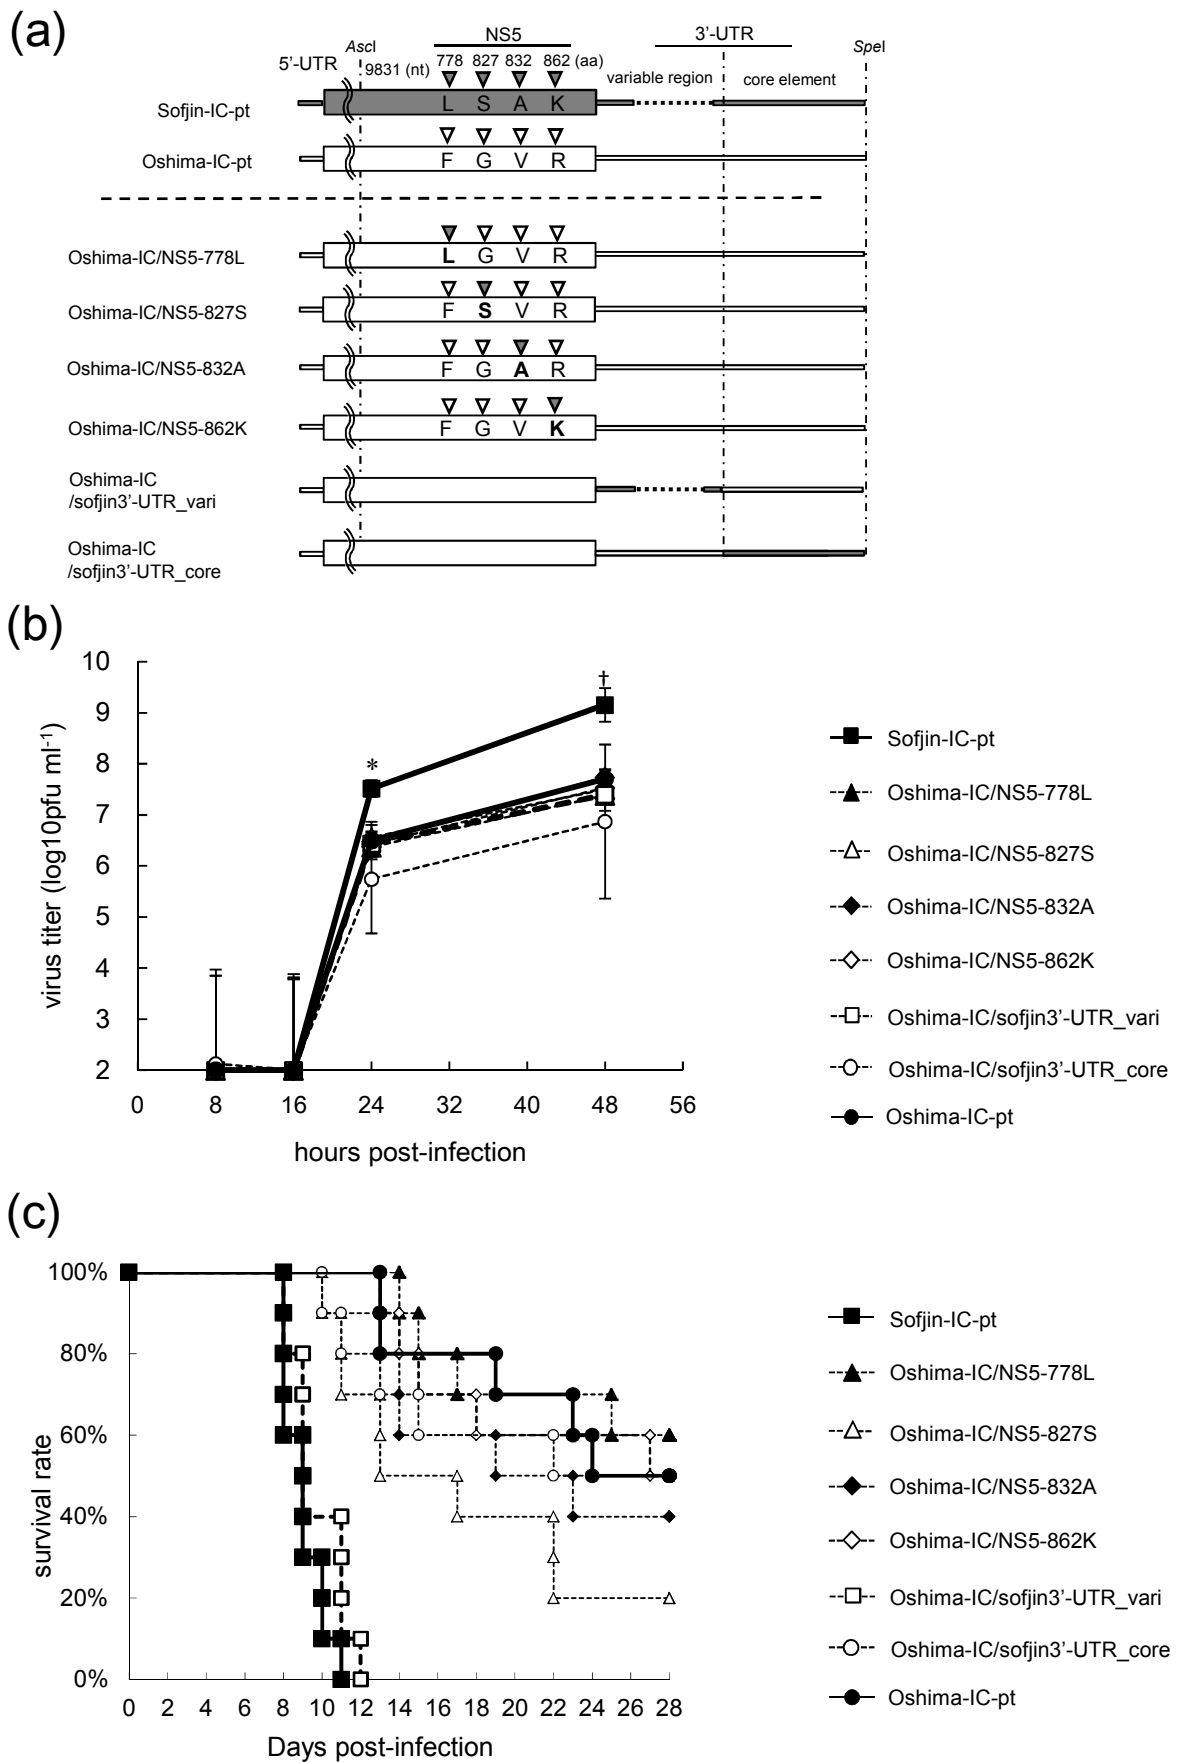 (a)
NS5
3'-UTR
AscI
SpeI
5'-UTR
9831 (nt)
778 827 832 862 (aa)
variable region
core element
Sofjin-IC-pt
L S A K
Oshima-IC-pt
F G V R
Oshima-IC/NS5-778L
L G V R
Oshima-IC/NS5-827S
F S V R
Oshima-IC/NS5-832A
F G A R
Oshima-IC/NS5-862K
F G V K
Oshima-IC
/sofjin3'-UTR_vari
Oshima-IC
/sofjin3'-UTR_core
(b)
virus titer (log10pfu ml-1)
10
9
8
7
6
5
4
3
2
*
†
0 8 16 24 32 40 48 56
hours post-infection
Sofjin-IC-pt
Oshima-IC/NS5-778L
Oshima-IC/NS5-827S
Oshima-IC/NS5-832A
Oshima-IC/NS5-862K
Oshima-IC/sofjin3'-UTR_vari
Oshima-IC/sofjin3'-UTR_core
Oshima-IC-pt
(c)
survival rate
100%
80%
60%
40%
20%
0%
0 2 4 6 8 10 12 14 16 18 20 22 24 26 28
Days post-infection
Sofjin-IC-pt
Oshima-IC/NS5-778L
Oshima-IC/NS5-827S
Oshima-IC/NS5-832A
Oshima-IC/NS5-862K
Oshima-IC/sofjin3'-UTR_vari
Oshima-IC/sofjin3'-UTR_core
Oshima-IC-pt